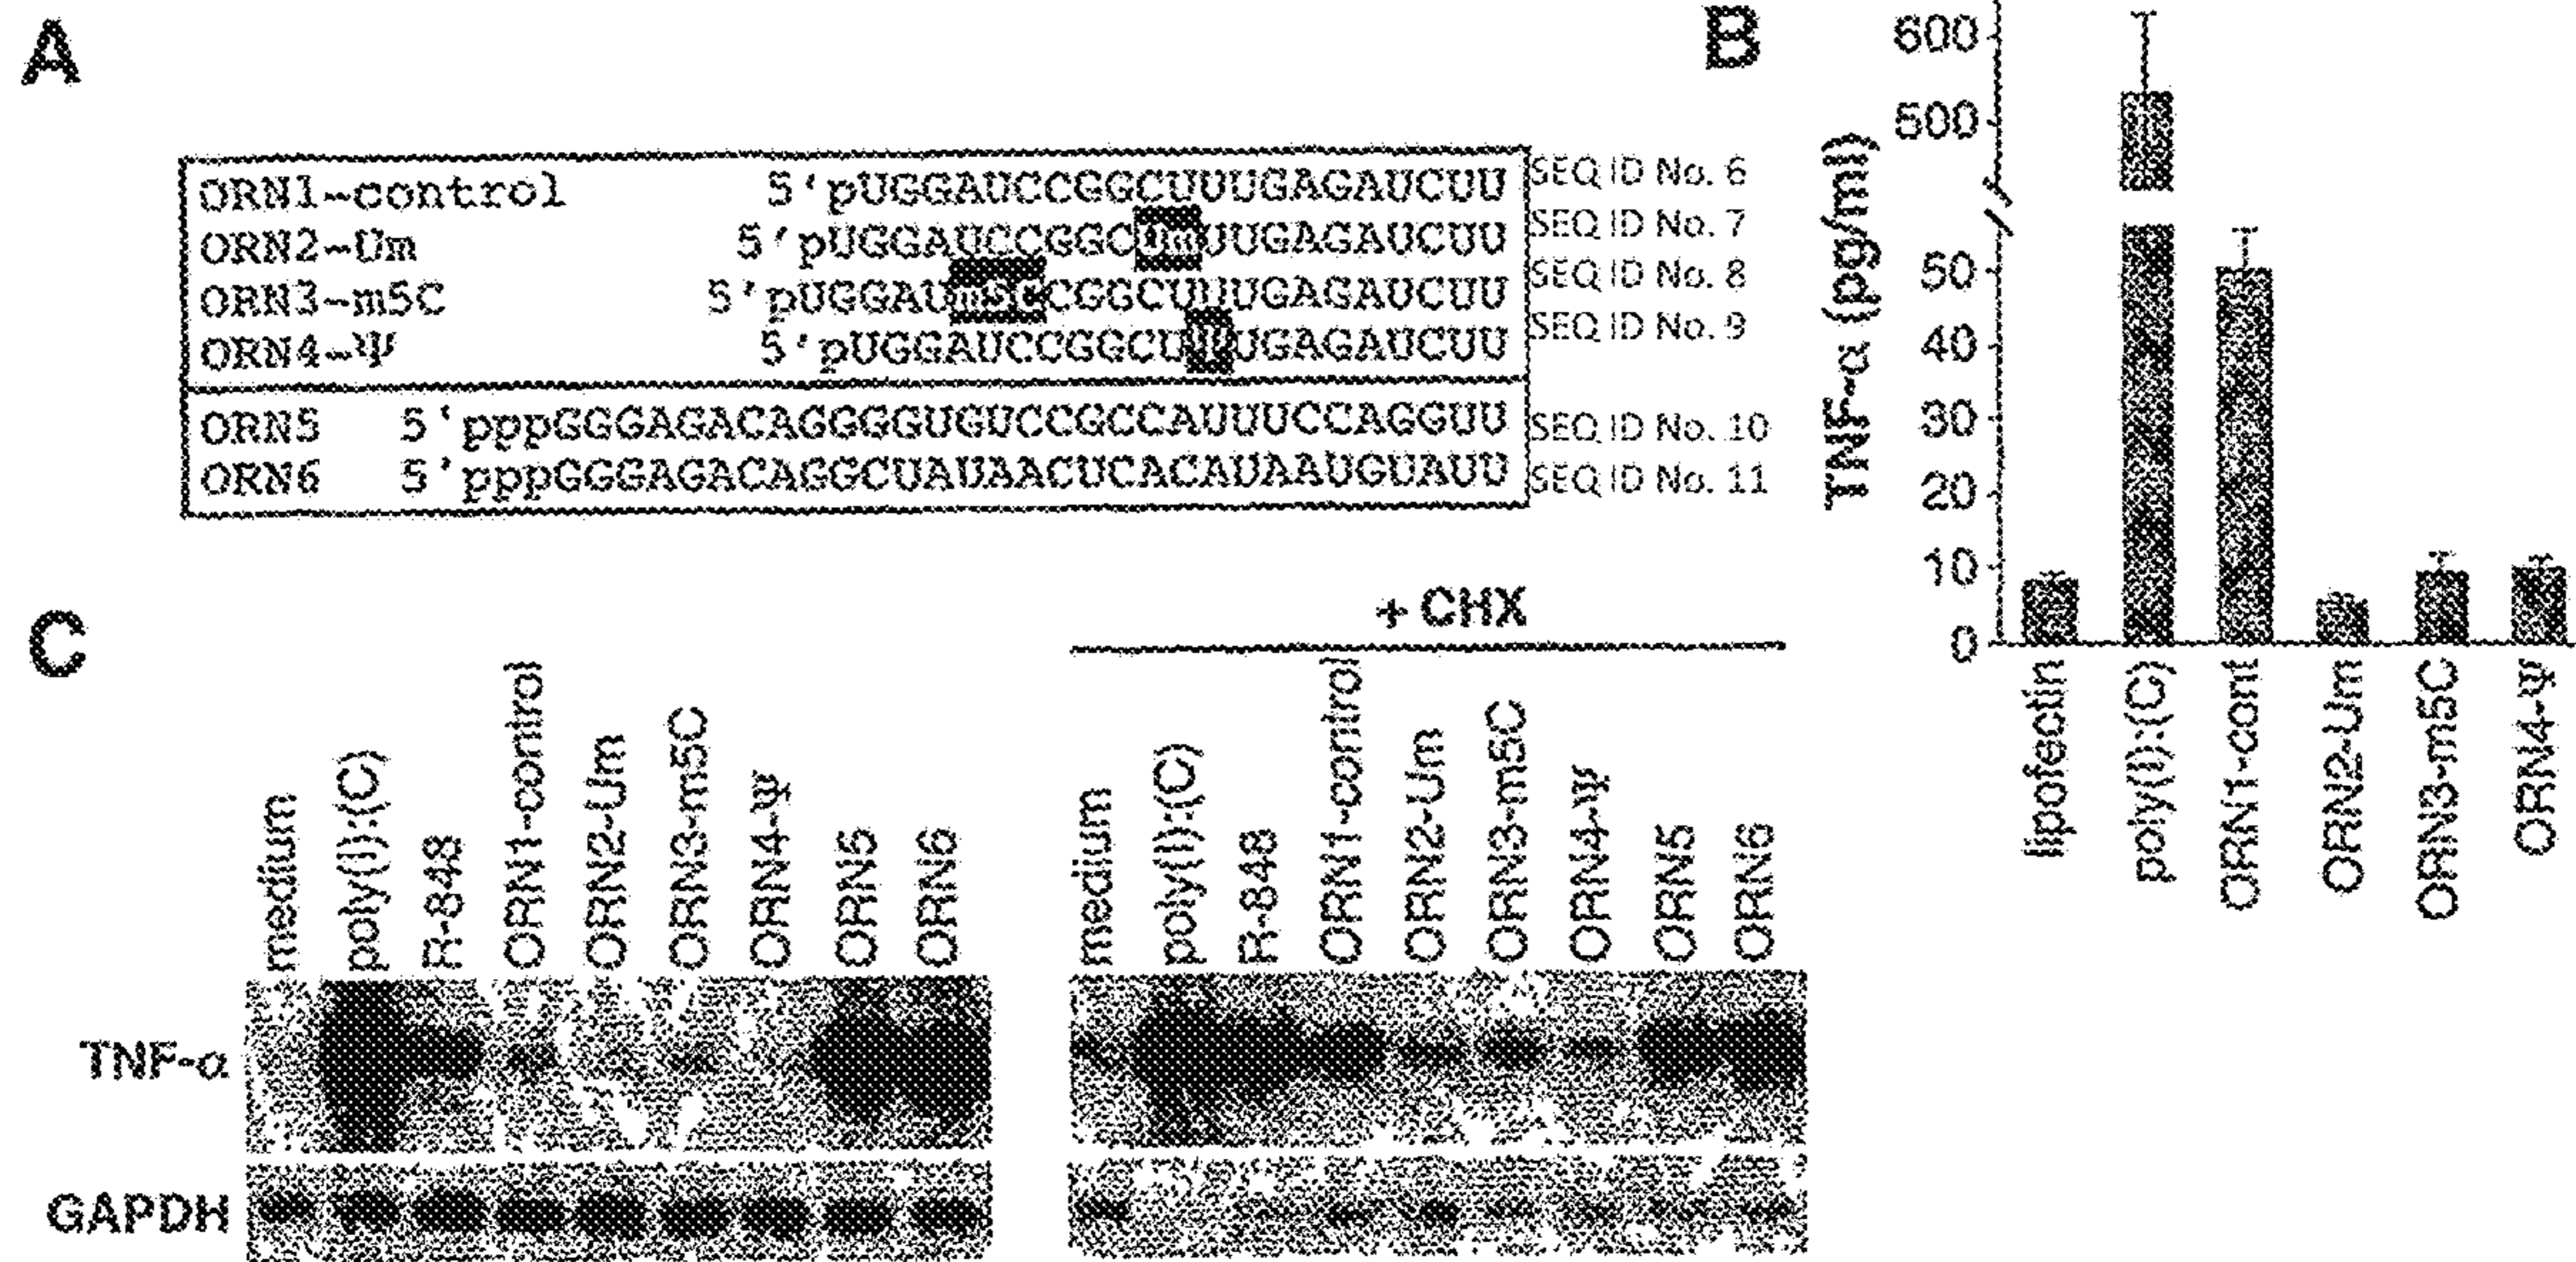 A
ORN1-control 5‘pUGGAUCCGGCUUUGAGAUCUU SEQ ID No. 6
ORN2-Um 5’pUGGAUCCGGCUmUUGAGAUCUU SEQ ID No. 7
ORN3-m5C 5’pUGGAUm5CCGGCUUUGAGAUCUU SEQ ID No. 8
ORN4-Ψ 5‘pUGGAUCCGGCUΨUGAGAUCUU SEQ ID No. 9
ORN5 5‘pppGGGAGACAGGGGUGUCCGCCAUUUCCAGGUU SEQ ID No. 10
ORN6 5’pppGGGAGACAGGCUAUAACUCACAUAAUGUAUU SEQ ID No. 11
B
TNF-α (pg/ml)
600
500
50
40
30
20
10
0
lipofectin
poly(I):(C)
ORN1-cont
ORN2-Um
ORN3-m5C
ORN4-Ψ
C
medium
poly(I):(C)
R-848
ORN1-control
ORN2-Um
ORN3-m5C
ORN4-Ψ
ORN5
ORN6
+ CHX
medium
poly(I):(C)
R-848
ORN1-control
ORN2-Um
ORN3-m5C
ORN4-Ψ
ORN5
ORN6
TNF-α
GAPDH